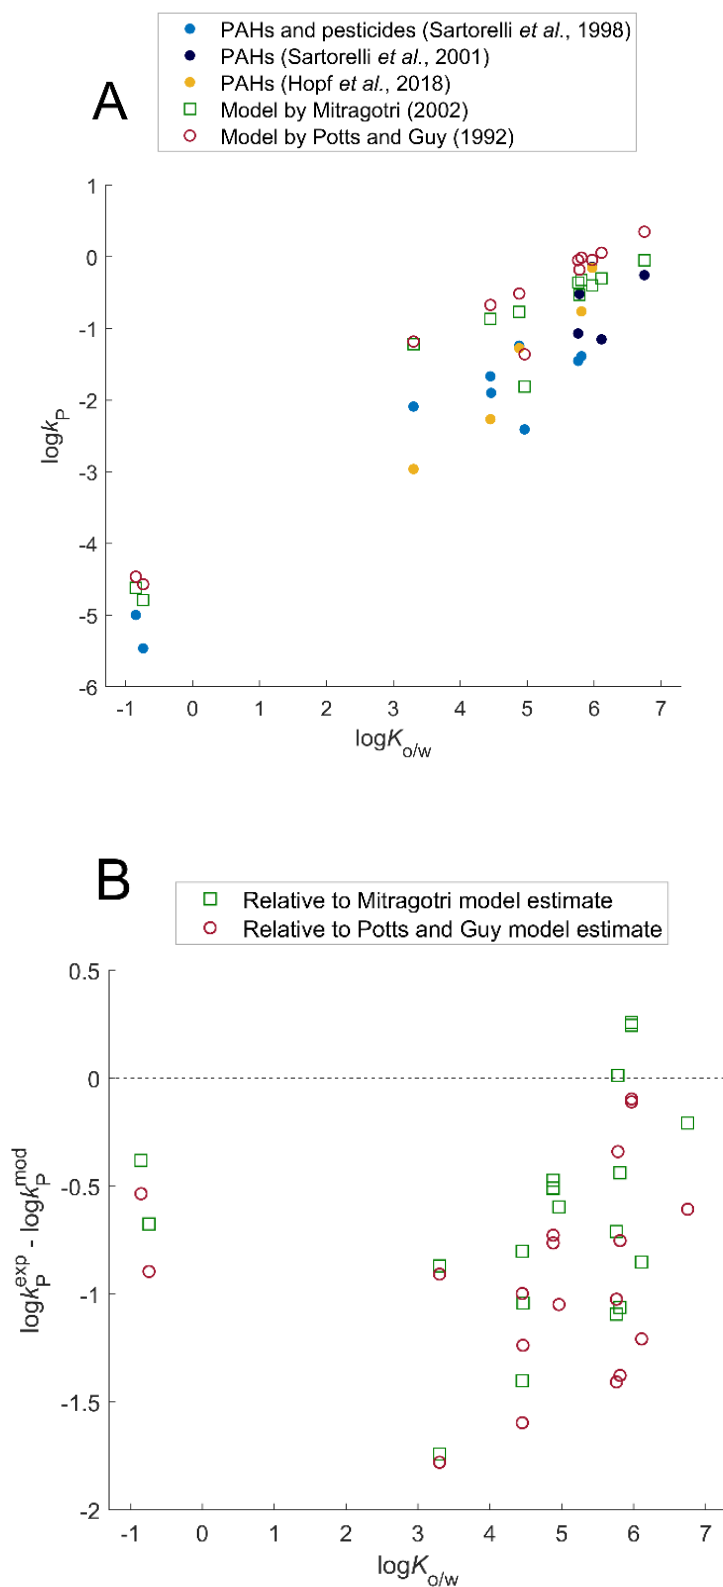 A
PAHs and pesticides (Sartorelli et al., 1998)
PAHs (Sartorelli et al., 2001)
PAHs (Hopf et al., 2018)
Model by Mitragotri (2002)
Model by Potts and Guy (1992)
1
0
-1
-2
-3
-4
-5
-6
logkP
-1 0 1 2 3 4 5 6 7
logKo/w
B
Relative to Mitragotri model estimate
Relative to Potts and Guy model estimate
0.5
0
-0.5
-1
-1.5
-2
logkP^exp - logkP^mod
-1 0 1 2 3 4 5 6 7
logKo/w